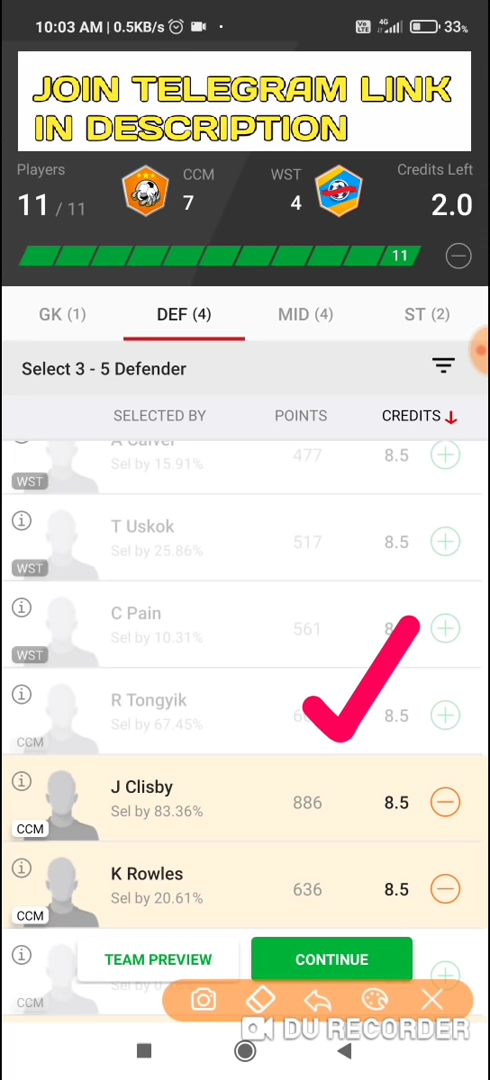 10:03 AM | 0.5KB/s
Vo LTE 4G 33%
JOIN TELEGRAM LINK
IN DESCRIPTION
Players CCM WST Credits Left
11 / 11 7 4 2.0
11
GK (1) DEF (4) MID (4) ST (2)
Select 3 - 5 Defender
SELECTED BY POINTS CREDITS
Sel by 15.91% 477 8.5
WST
T Uskok
Sel by 25.86% 517 8.5
WST
C Pain
Sel by 10.31% 561
WST
R Tongyik
Sel by 67.45% 8.5
CCM
J Clisby
Sel by 83.36% 886 8.5
CCM
K Rowles
Sel by 20.61% 636 8.5
CCM
TEAM PREVIEW CONTINUE
CCM
DU RECORDER